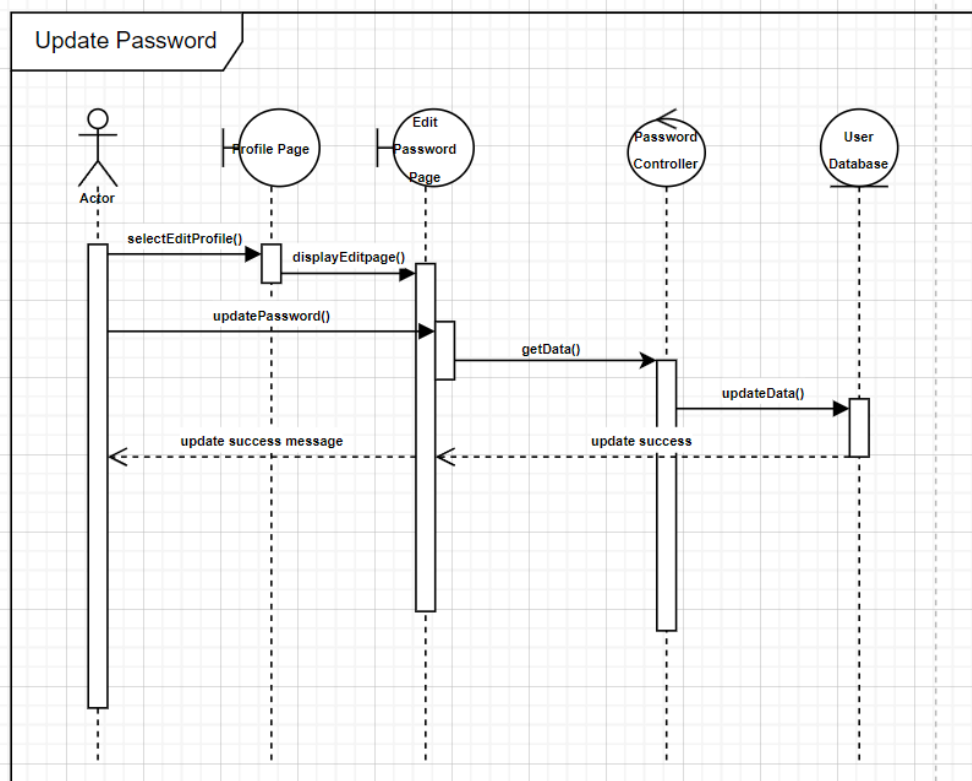 Update Password
Actor
Profile Page
Edit
Password
Page
Password
Controller
User
Database
selectEditProfile()
displayEditpage()
updatePassword()
getData()
updateData()
update success message
update success